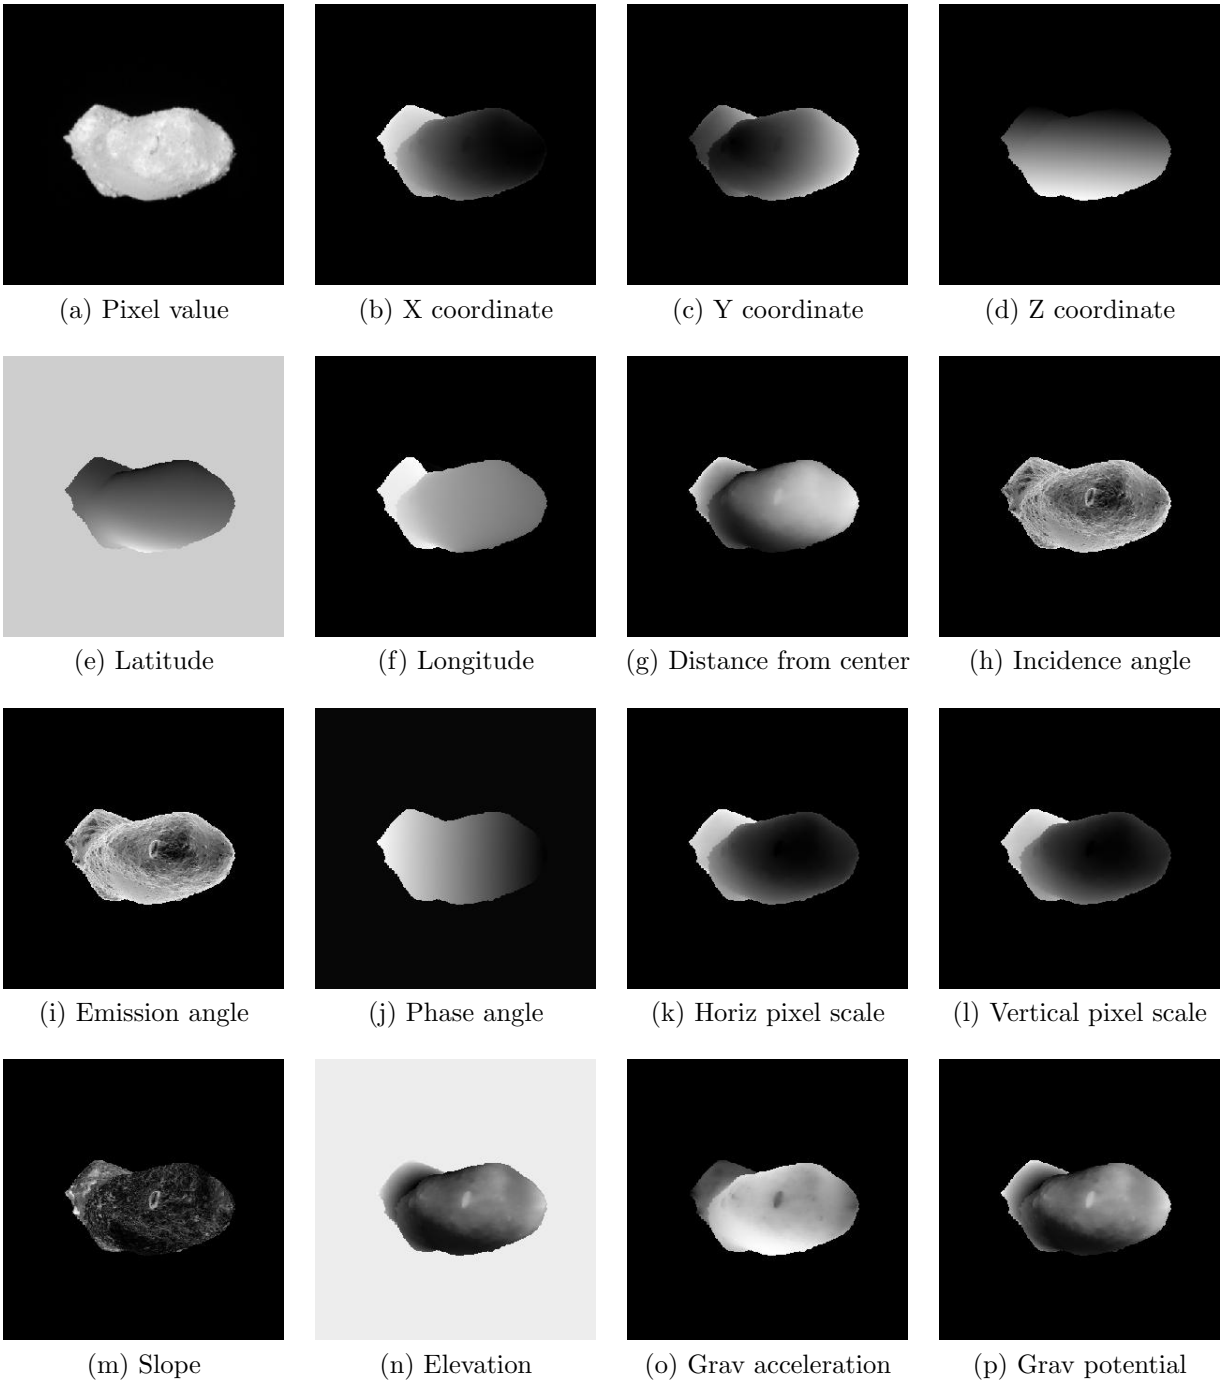 (a) Pixel value
(b) X coordinate
(c) Y coordinate
(d) Z coordinate
(e) Latitude
(f) Longitude
(g) Distance from center
(h) Incidence angle
(i) Emission angle
(j) Phase angle
(k) Horiz pixel scale
(l) Vertical pixel scale
(m) Slope
(n) Elevation
(o) Grav acceleration
(p) Grav potential